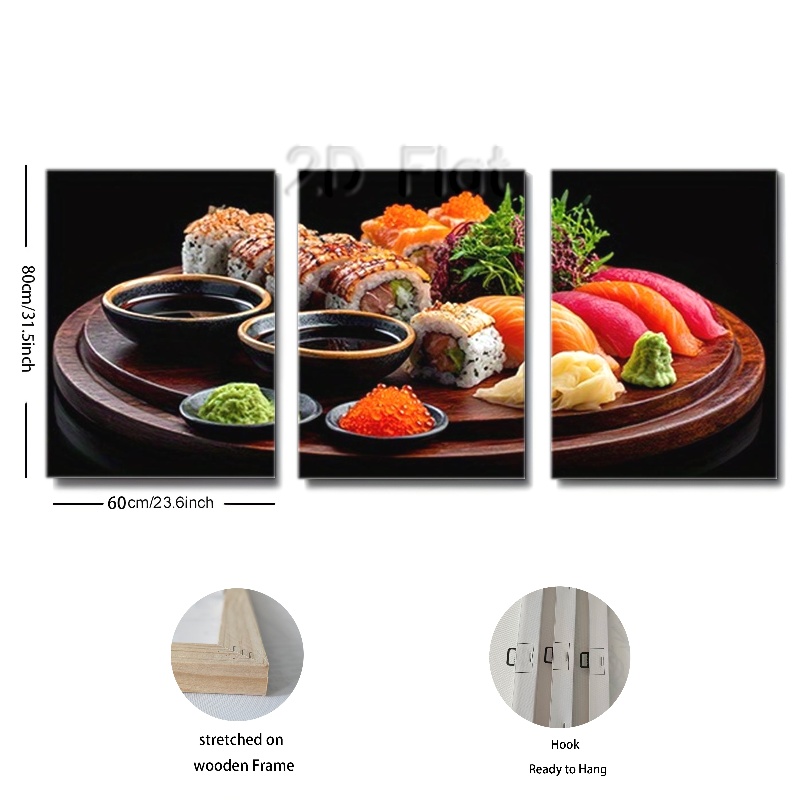 2D Flat
80cm/31.5inch
60cm/23.6inch
stretched on
wooden Frame
Hook
Ready to Hang